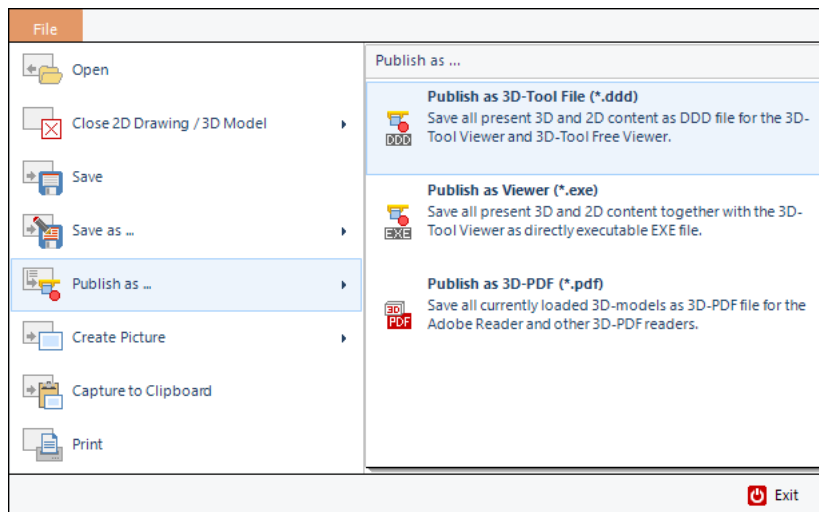 File
Open
Close 2D Drawing / 3D Model
Save
Save as ...
Publish as ...
Create Picture
Capture to Clipboard
Print
Publish as ...
Publish as 3D-Tool File (*.ddd)
Save all present 3D and 2D content as DDD file for the 3D-
Tool Viewer and 3D-Tool Free Viewer.
DDD
Publish as Viewer (*.exe)
Save all present 3D and 2D content together with the 3D-
Tool Viewer as directly executable EXE file.
EXE
Publish as 3D-PDF (*.pdf)
Save all currently loaded 3D-models as 3D-PDF file for the
Adobe Reader and other 3D-PDF readers.
3D
PDF
Exit